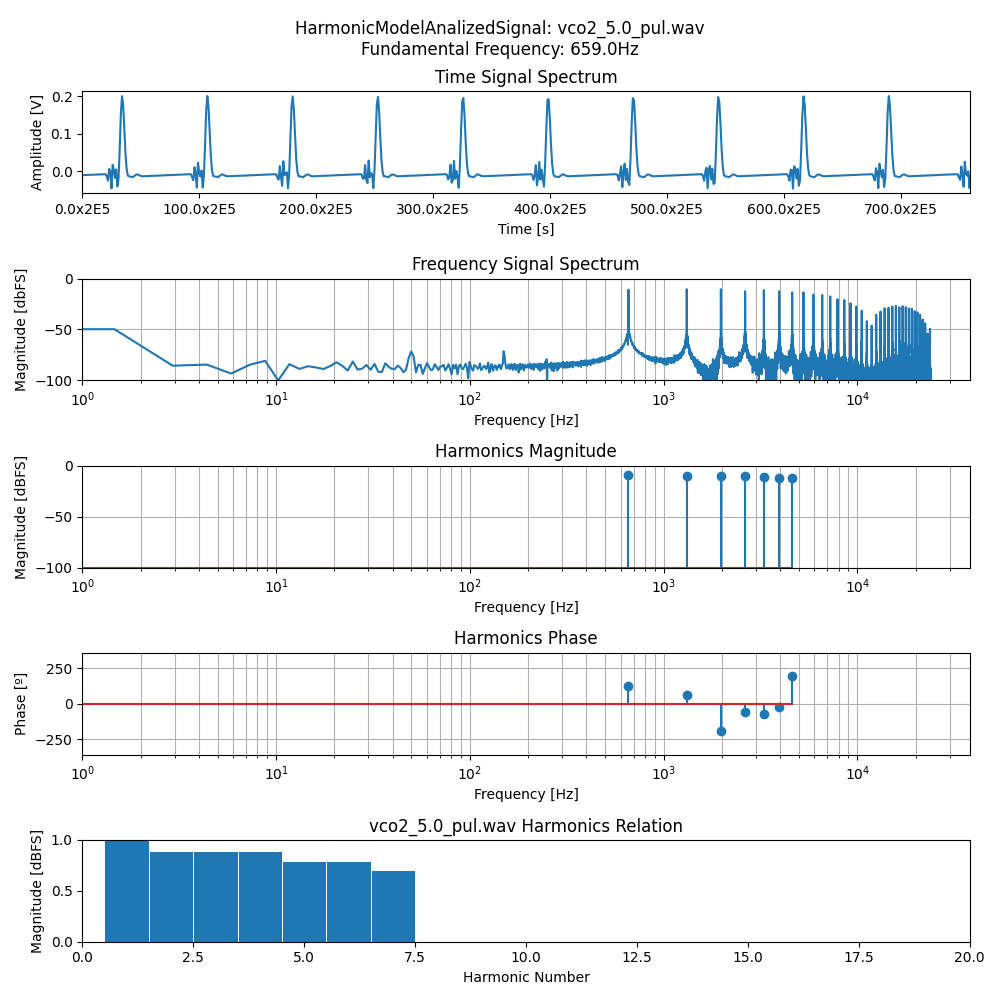 HarmonicModelAnalizedSignal: vco2_5.0_pul.wav
Fundamental Frequency: 659.0Hz
Time Signal Spectrum
Amplitude [V]
0.2
0.1
0.0
0.0x2E5 100.0x2E5 200.0x2E5 300.0x2E5 400.0x2E5 500.0x2E5 600.0x2E5 700.0x2E5
Time [s]
Frequency Signal Spectrum
Magnitude [dbFS]
0
−50
−100
10^0 10^1 10^2 10^3 10^4
Frequency [Hz]
Harmonics Magnitude
Magnitude [dBFS]
0
−50
−100
10^0 10^1 10^2 10^3 10^4
Frequency [Hz]
Harmonics Phase
Phase [º]
250
0
−250
10^0 10^1 10^2 10^3 10^4
Frequency [Hz]
vco2_5.0_pul.wav Harmonics Relation
Magnitude [dBFS]
1.0
0.5
0.0
0.0 2.5 5.0 7.5 10.0 12.5 15.0 17.5 20.0
Harmonic Number